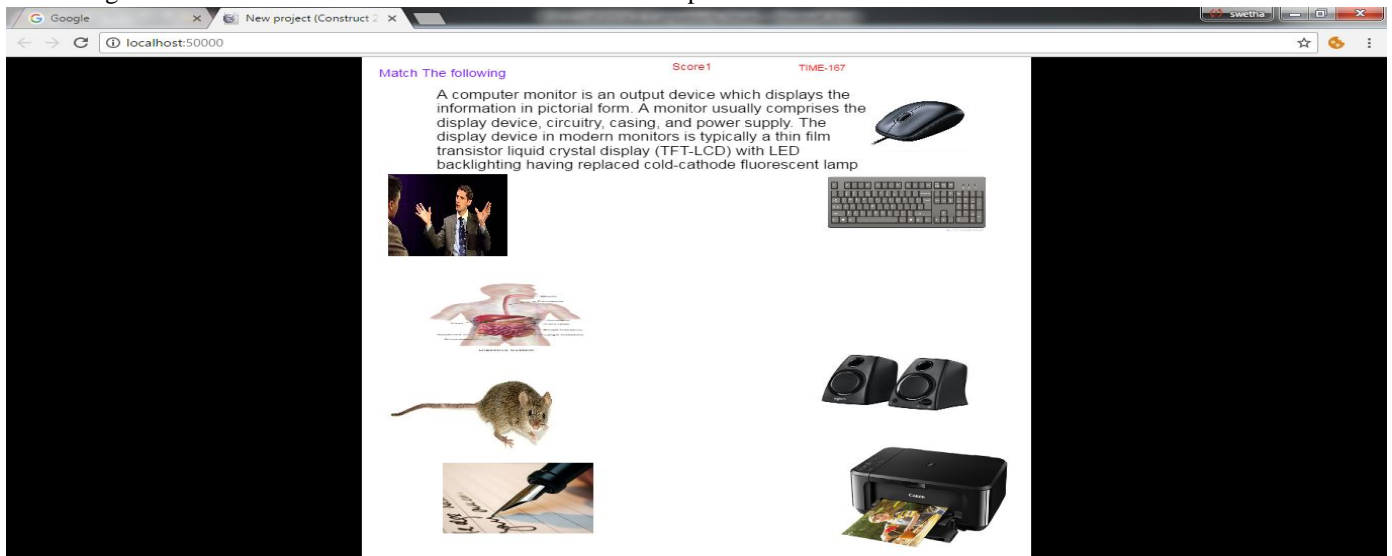 Google
New project (Construct 2
swetha
localhost:50000
Match The following
Score1
TIME-167
A computer monitor is an output device which displays the
information in pictorial form. A monitor usually comprises the
display device, circuitry, casing, and power supply. The
display device in modern monitors is typically a thin film
transistor liquid crystal display (TFT-LCD) with LED
backlighting having replaced cold-cathode fluorescent lamp
Canon